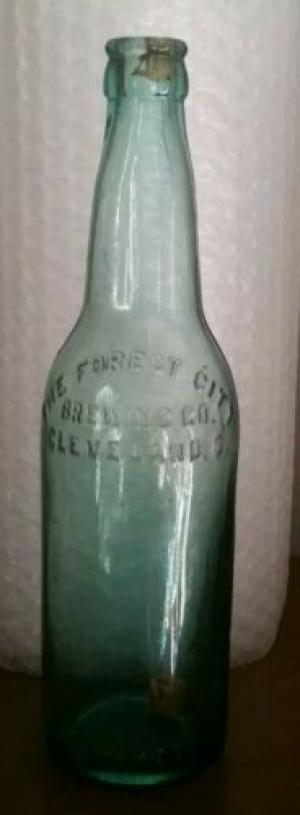 THE FOREST CITY
BREWING CO.
CLEVELAND, O.